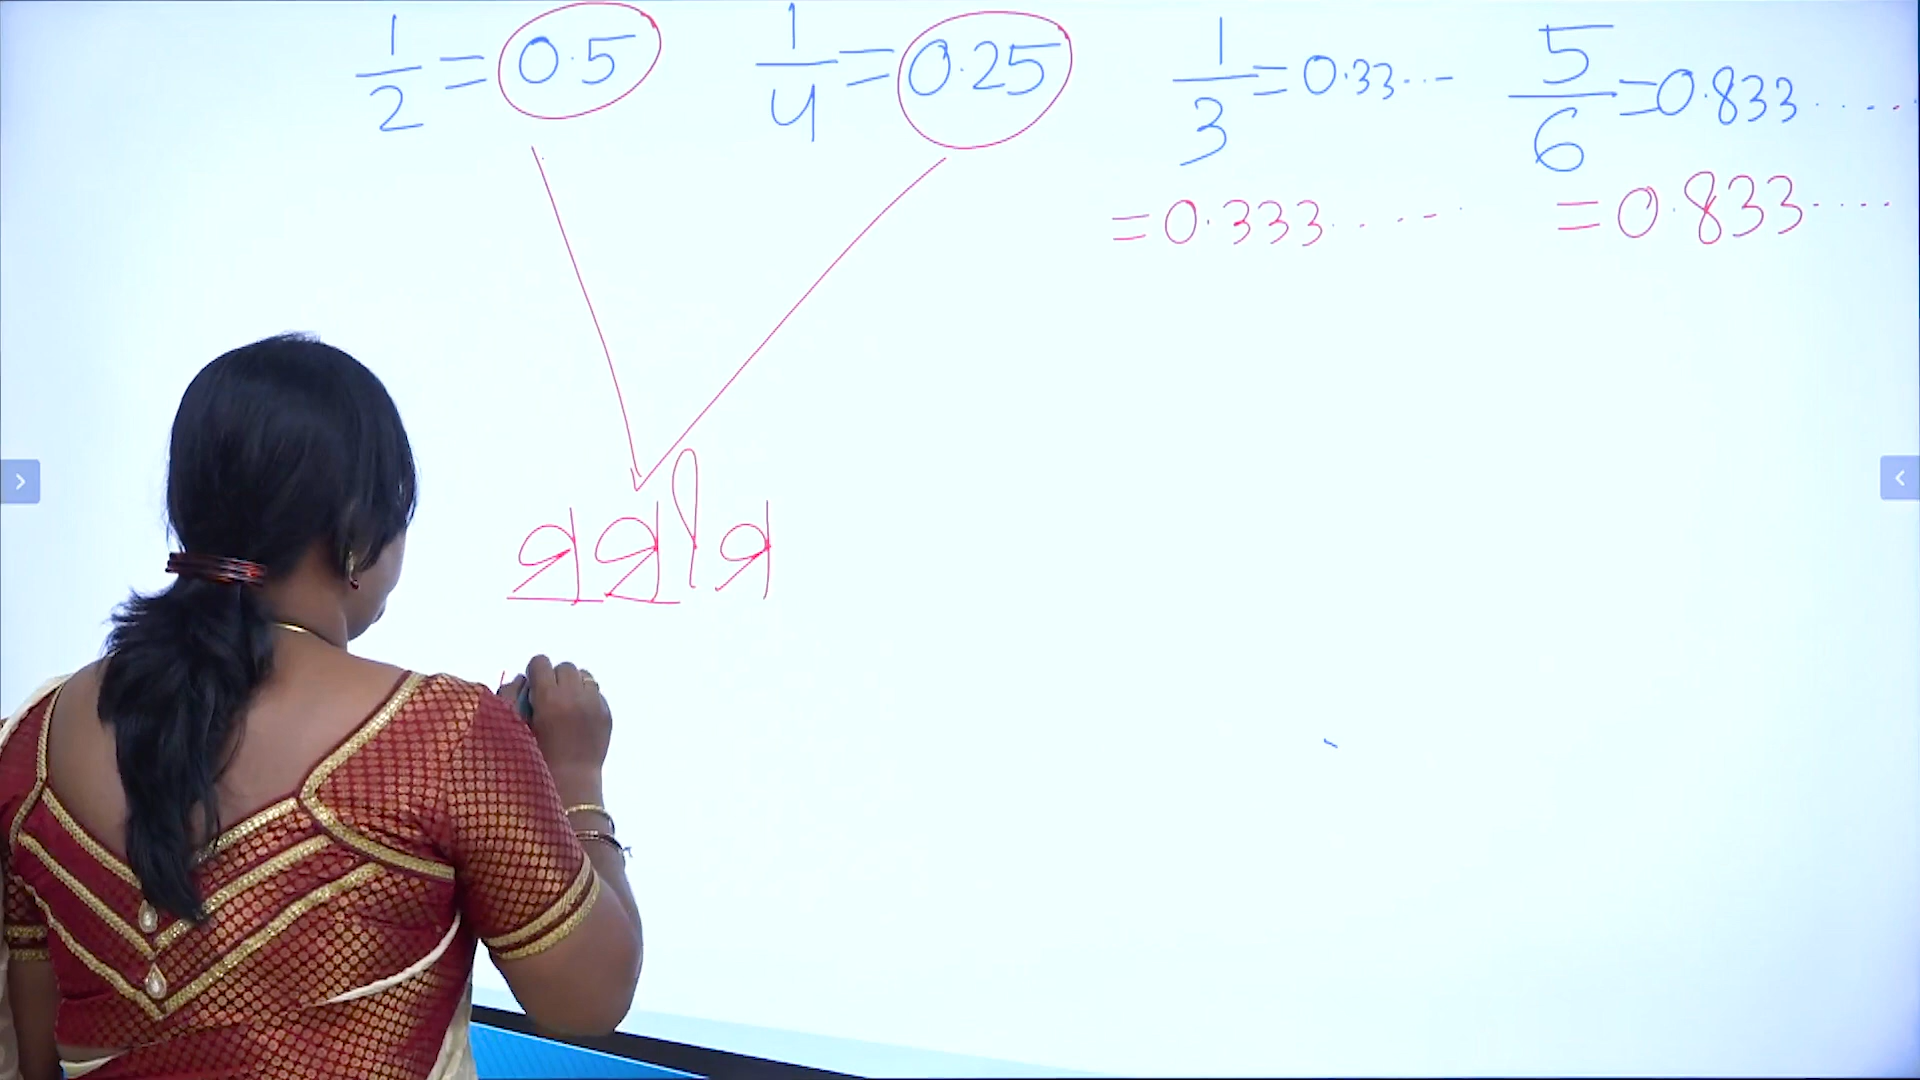 1/2 = 0.5   1/4 = 0.25   1/3 = 0.33...   5/6 = 0.833.....
= 0.333......   = 0.833....
ସସୀମ